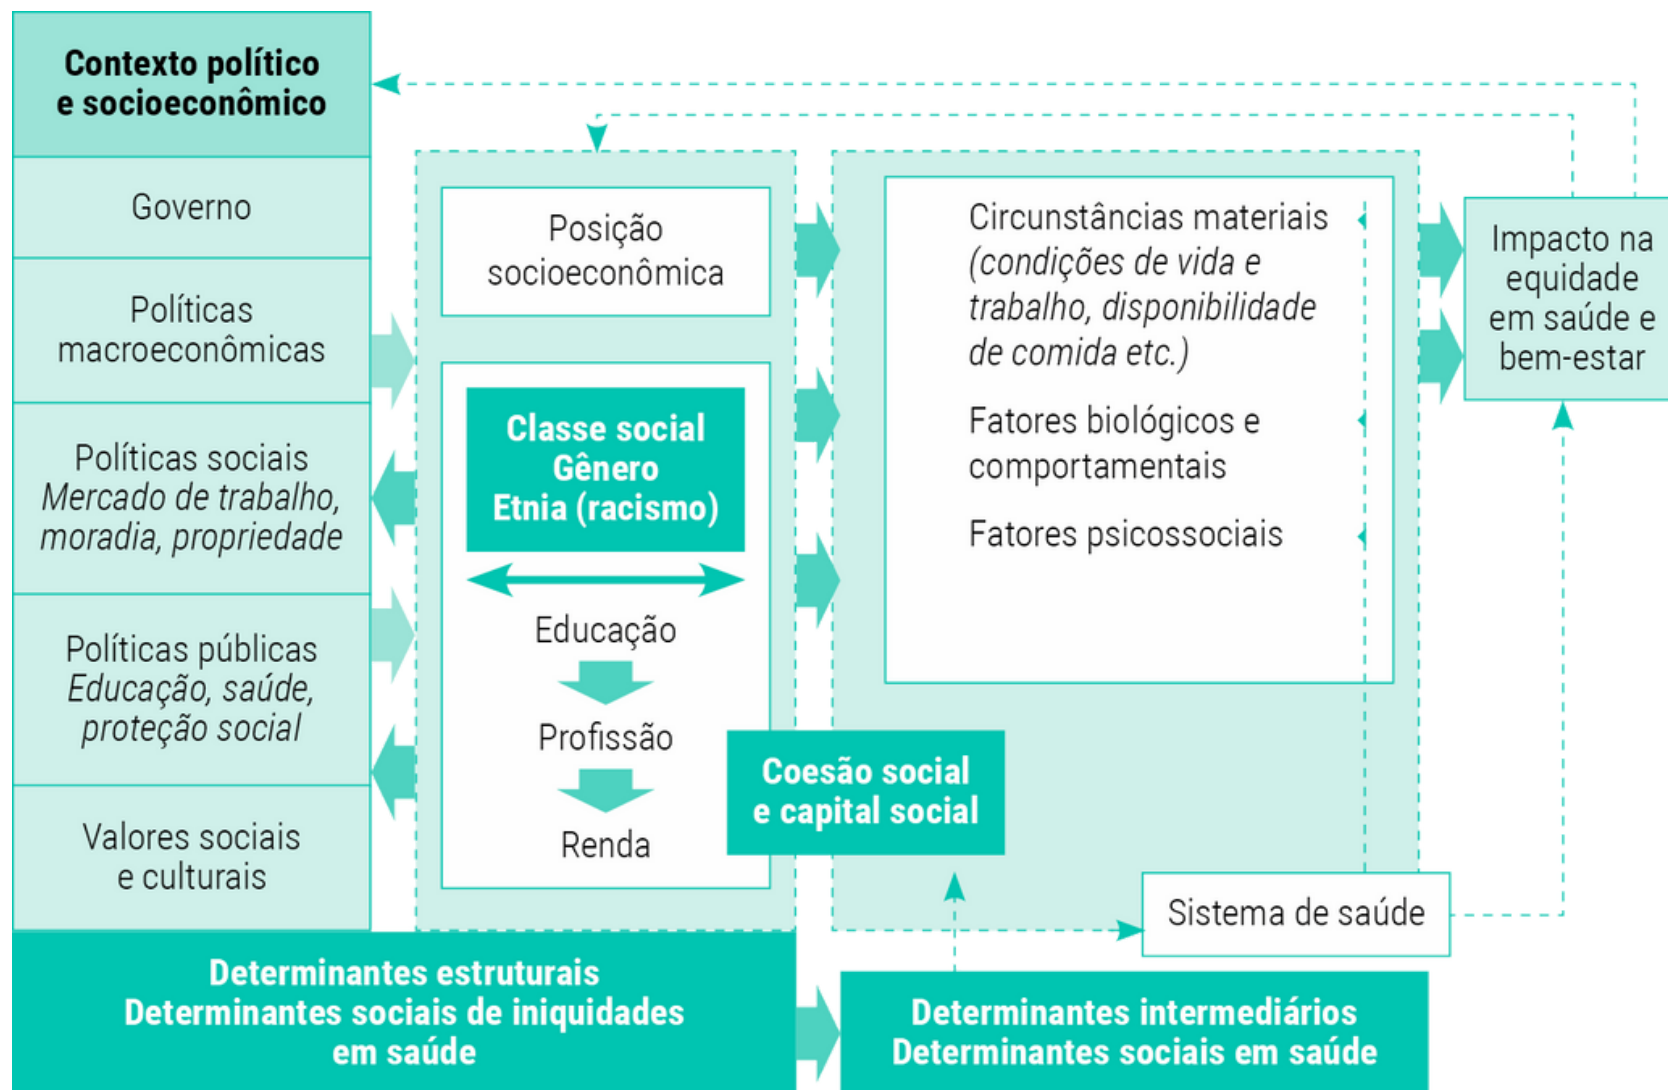 Contexto político
e socioeconômico
Governo
Políticas
macroeconômicas
Políticas sociais
Mercado de trabalho,
moradia, propriedade
Políticas públicas
Educação, saúde,
proteção social
Valores sociais
e culturais
Posição
socioeconômica
Classe social
Gênero
Etnia (racismo)
Educação
Profissão
Renda
Circunstâncias materiais
(condições de vida e
trabalho, disponibilidade
de comida etc.)
Fatores biológicos e
comportamentais
Fatores psicossociais
Coesão social
e capital social
Sistema de saúde
Impacto na
equidade
em saúde e
bem-estar
Determinantes estruturais
Determinantes sociais de iniquidades
em saúde
Determinantes intermediários
Determinantes sociais em saúde